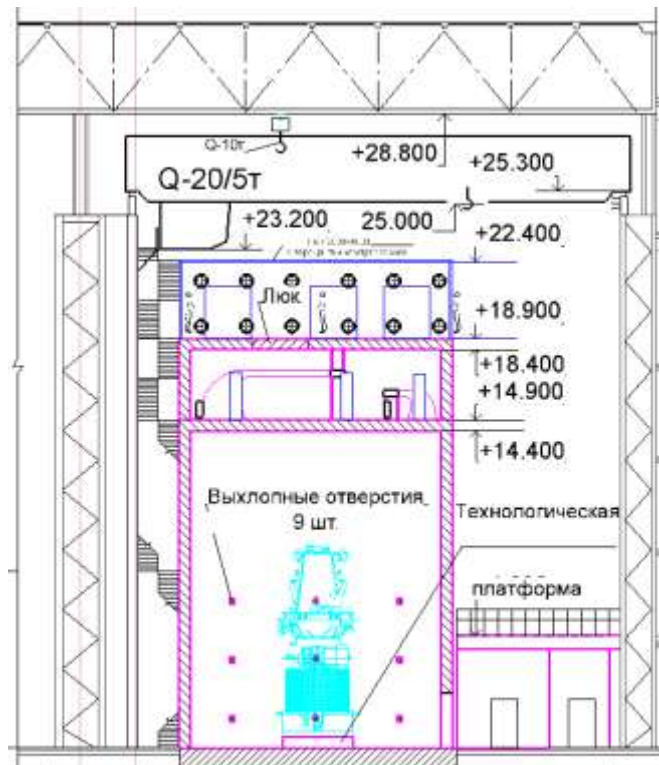 Q-10т
+28.800
+25.300
Q-20/5т
+23.200
25.000
+22.400
Люк
+18.900
+18.400
+14.900
+14.400
Выхлопные отверстия
9 шт.
Технологическая
платформа